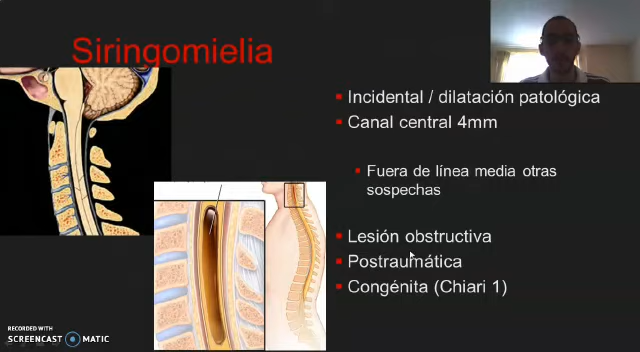 Siringomielia
Incidental / dilatación patológica
Canal central 4mm
Fuera de línea media otras
sospechas
Lesión obstructiva
Postraumática
Congénita (Chiari 1)
RECORDED WITH
SCREENCAST MATIC